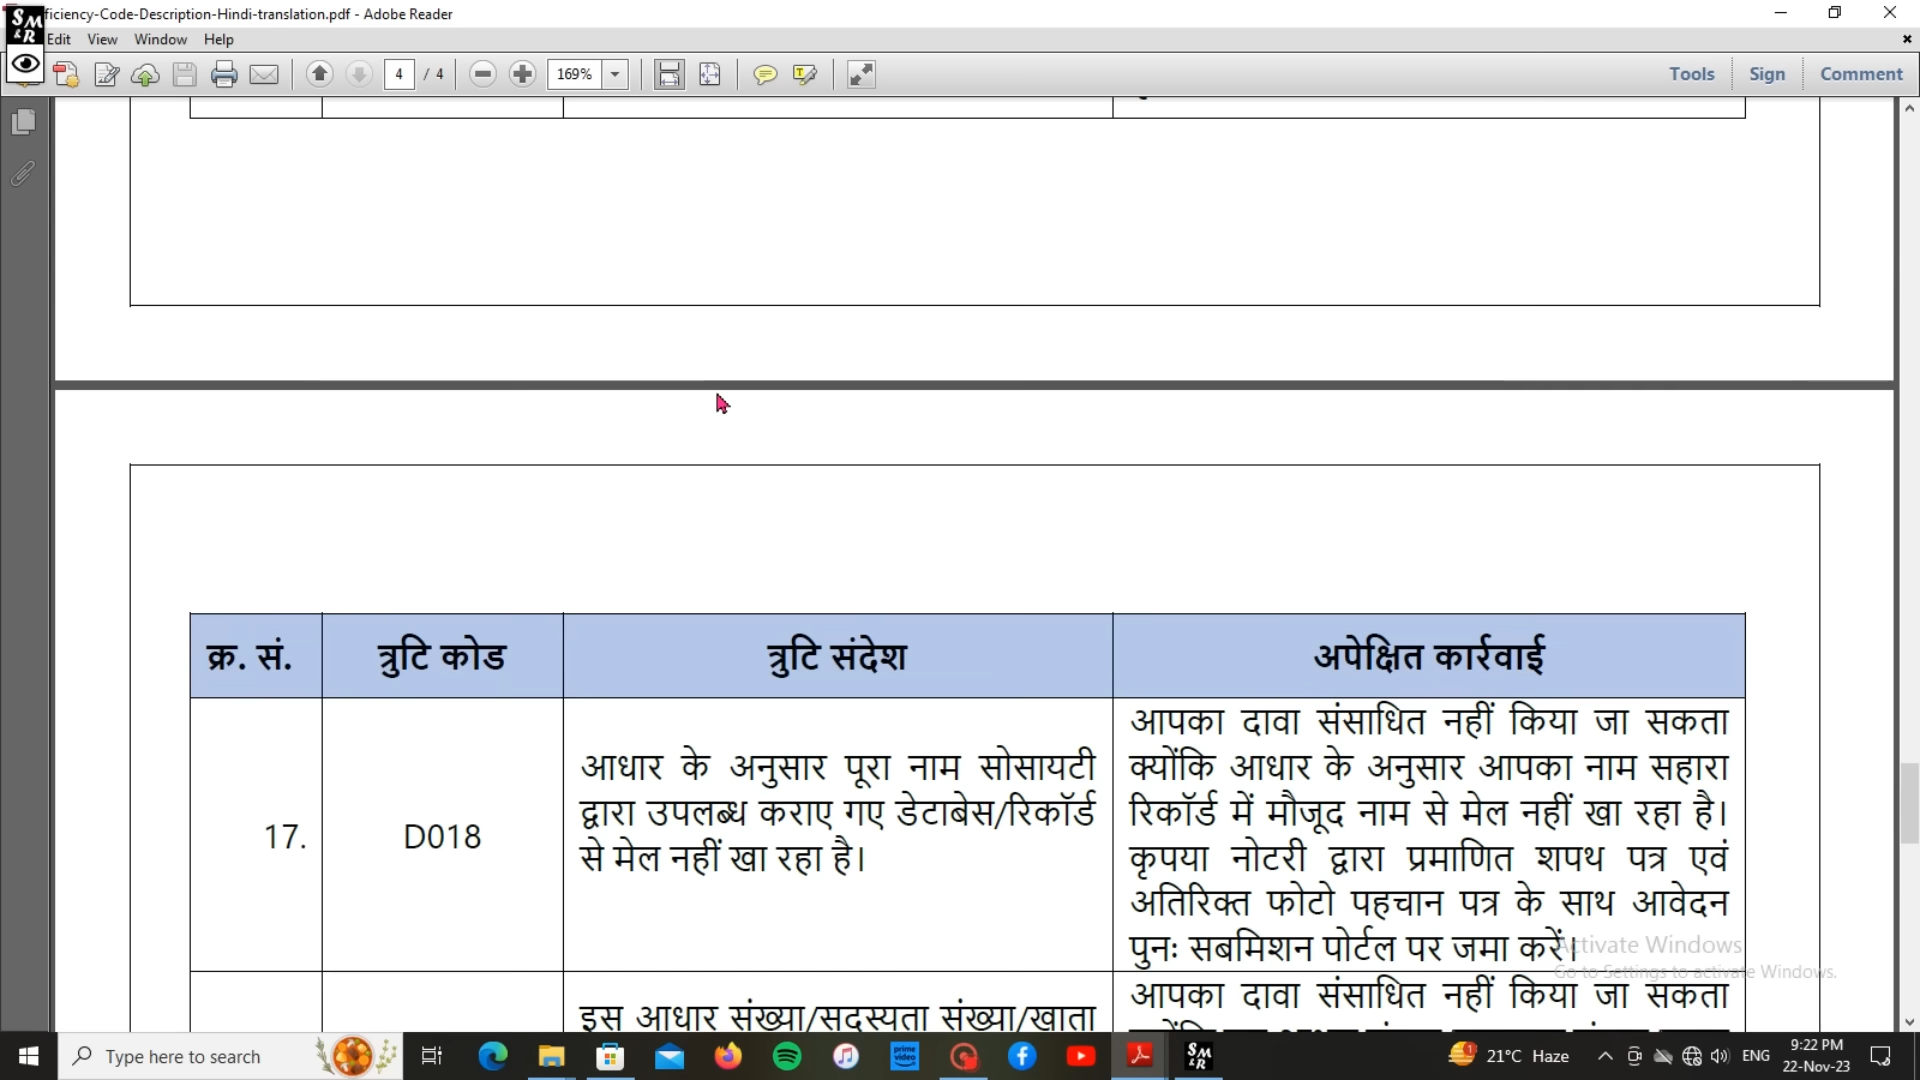 SM
&R
ficiency-Code-Description-Hindi-translation.pdf - Adobe Reader
Edit View Window Help
4 / 4 169% Tools Sign Comment
क्र. सं. त्रुटि कोड त्रुटि संदेश अपेक्षित कार्रवाई
17. D018
आधार के अनुसार पूरा नाम सोसायटी
द्वारा उपलब्ध कराए गए डेटाबेस/रिकॉर्ड
से मेल नहीं खा रहा है।
आपका दावा संसाधित नहीं किया जा सकता
क्योंकि आधार के अनुसार आपका नाम सहारा
रिकॉर्ड में मौजूद नाम से मेल नहीं खा रहा है।
कृपया नोटरी द्वारा प्रमाणित शपथ पत्र एवं
अतिरिक्त फोटो पहचान पत्र के साथ आवेदन
पुनः सबमिशन पोर्टल पर जमा करें।
इस आधार संख्या/सदस्यता संख्या/खाता
आपका दावा संसाधित नहीं किया जा सकता
Activate Windows
Go to Settings to activate Windows.
Type here to search
prime video
SM
&R
21°C Haze
ENG
9:22 PM
22-Nov-23